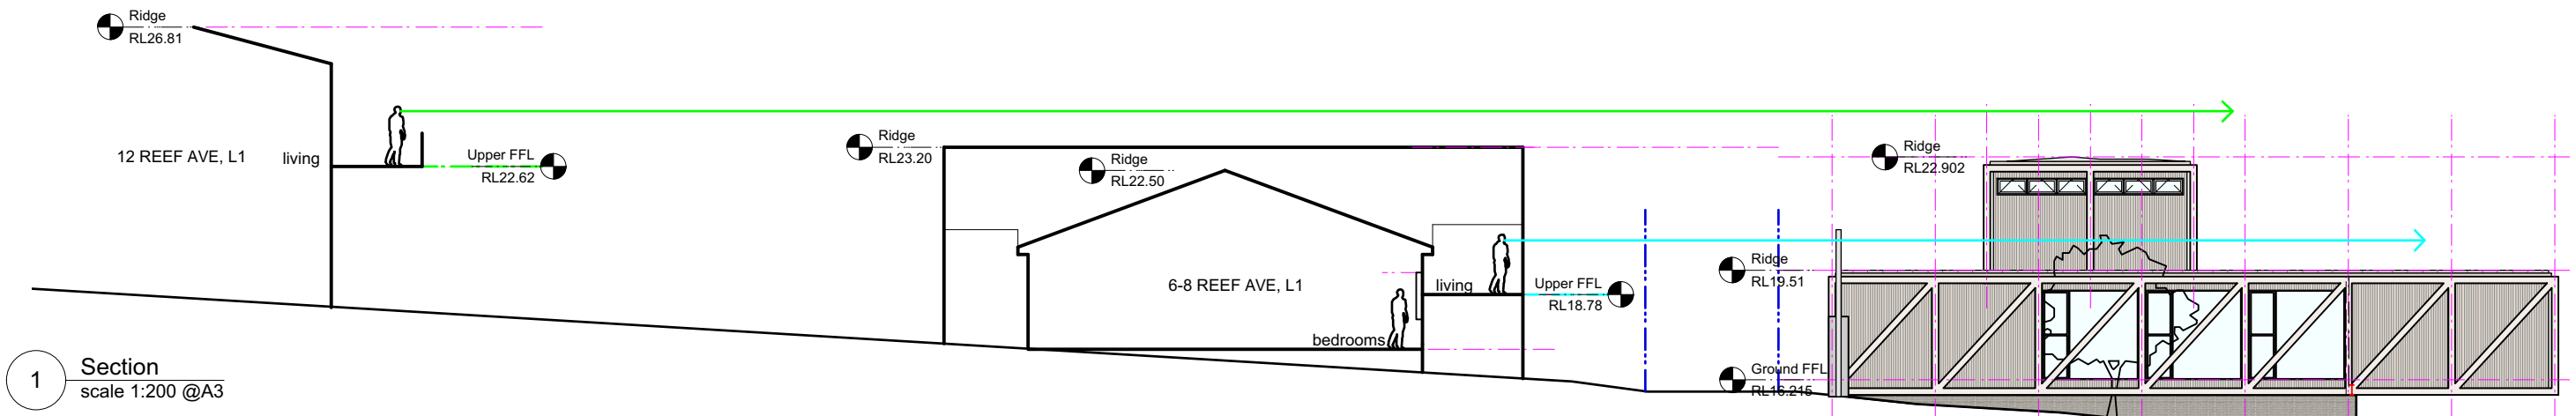 Ridge
RL26.81
12 REEF AVE, L1
living
Upper FFL
RL22.62
Ridge
RL23.20
Ridge
RL22.50
6-8 REEF AVE, L1
bedrooms
living
Upper FFL
RL18.78
Ridge
RL22.902
Ridge
RL19.51
Ground FFL
RL16.215
1
Section
scale 1:200 @A3